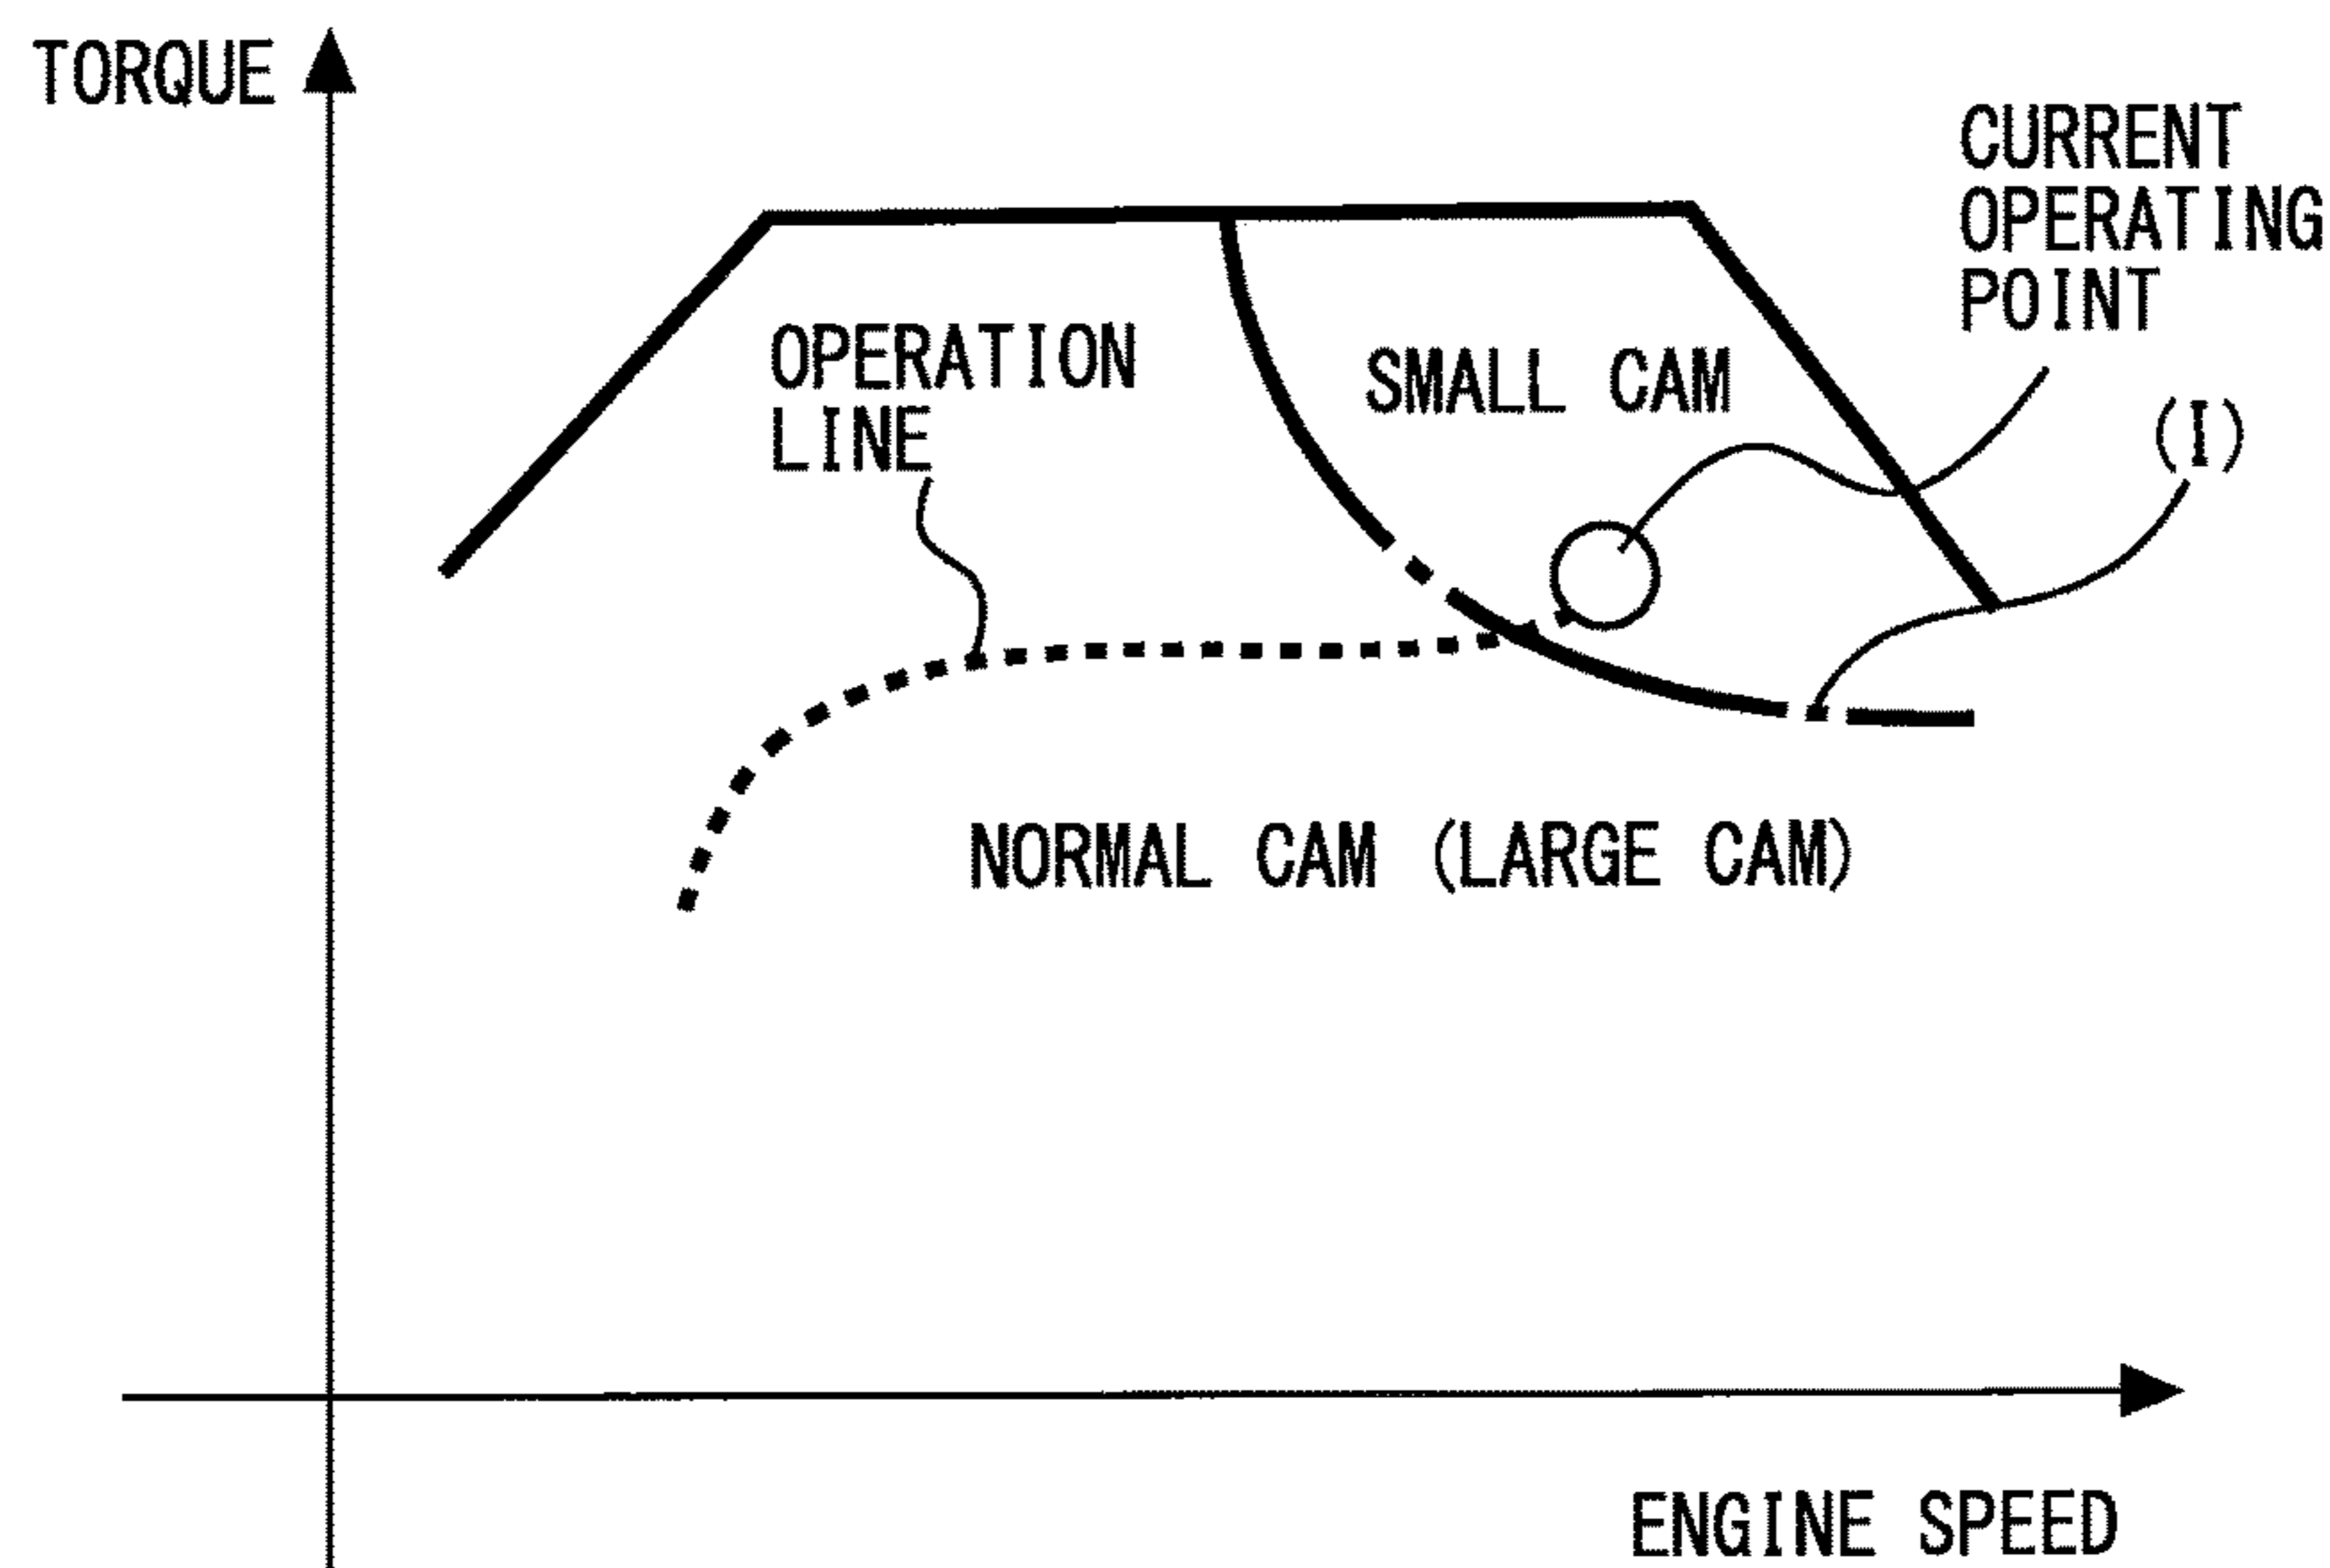 TORQUE
CURRENT
OPERATING
POINT
OPERATION
LINE
SMALL CAM
(I)
NORMAL CAM (LARGE CAM)
ENGINE SPEED